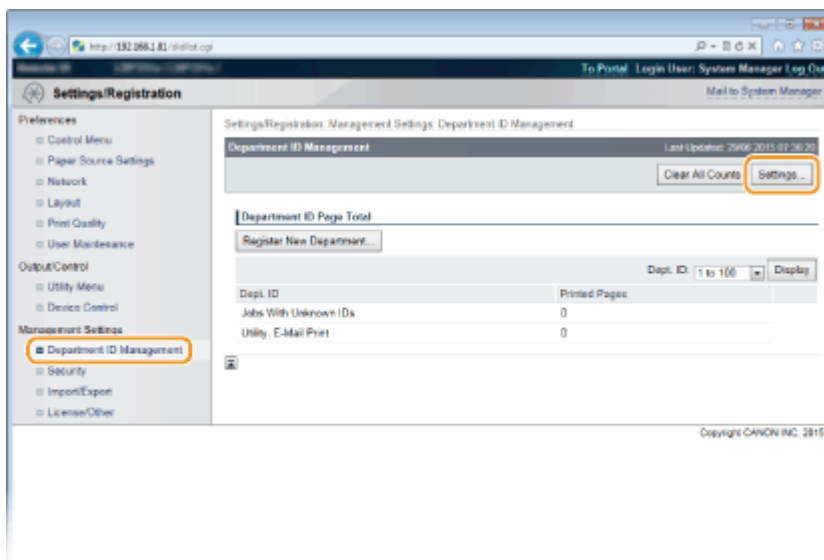 http://192.168.1.81/didlist.cgi
To Portal Login User: System Manager Log Ou
Settings/Registration
Mail to System Manager
Preferences
Control Menu
Paper Source Settings
Network
Layout
Print Quality
User Maintenance
Output/Control
Utility Menu
Device Control
Management Settings
Department ID Management
Security
Import/Export
License/Other
Settings/Registration: Management Settings: Department ID Management
Department ID Management
Last Updated: 29/06 2015 07:36:20
Clear All Counts
Settings...
Department ID Page Total
Register New Department...
Dept. ID: 1 to 100 Display
Dept. ID Printed Pages
Jobs With Unknown IDs 0
Utility, E-Mail Print 0
Copyright CANON INC. 2015